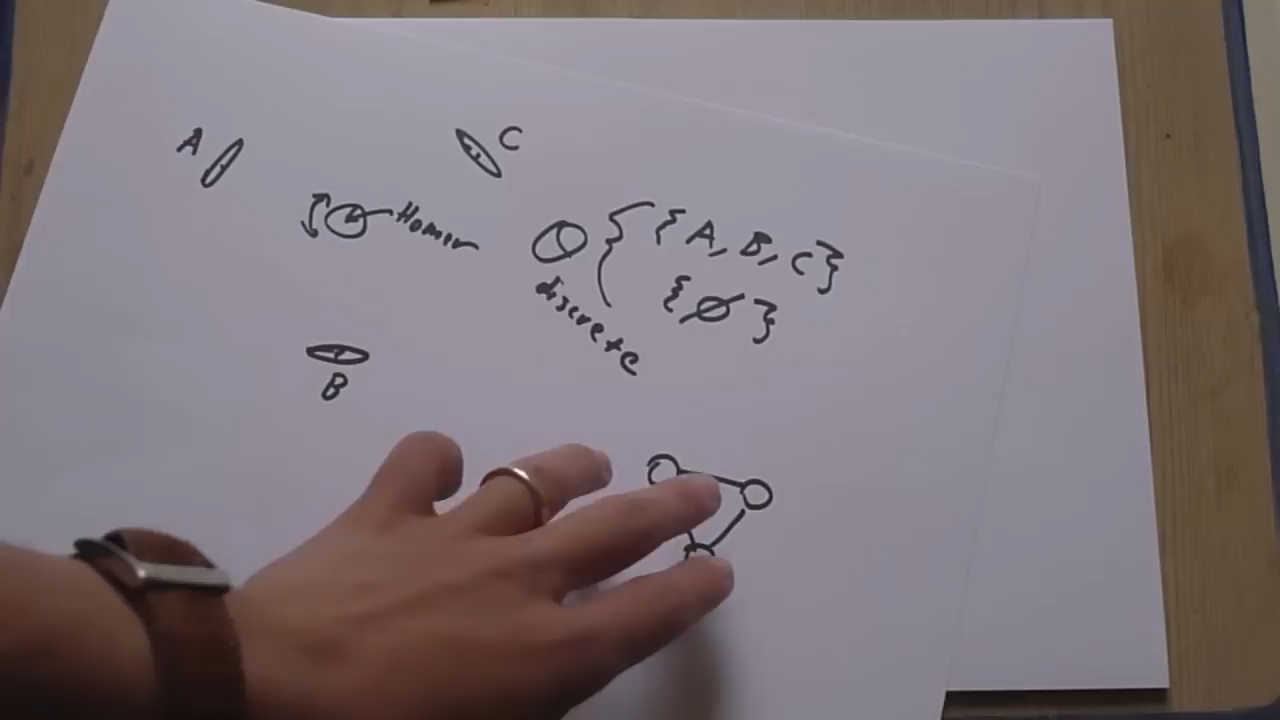 A
C
Homer
{ {A, B, C}
{∅}
discrete
B